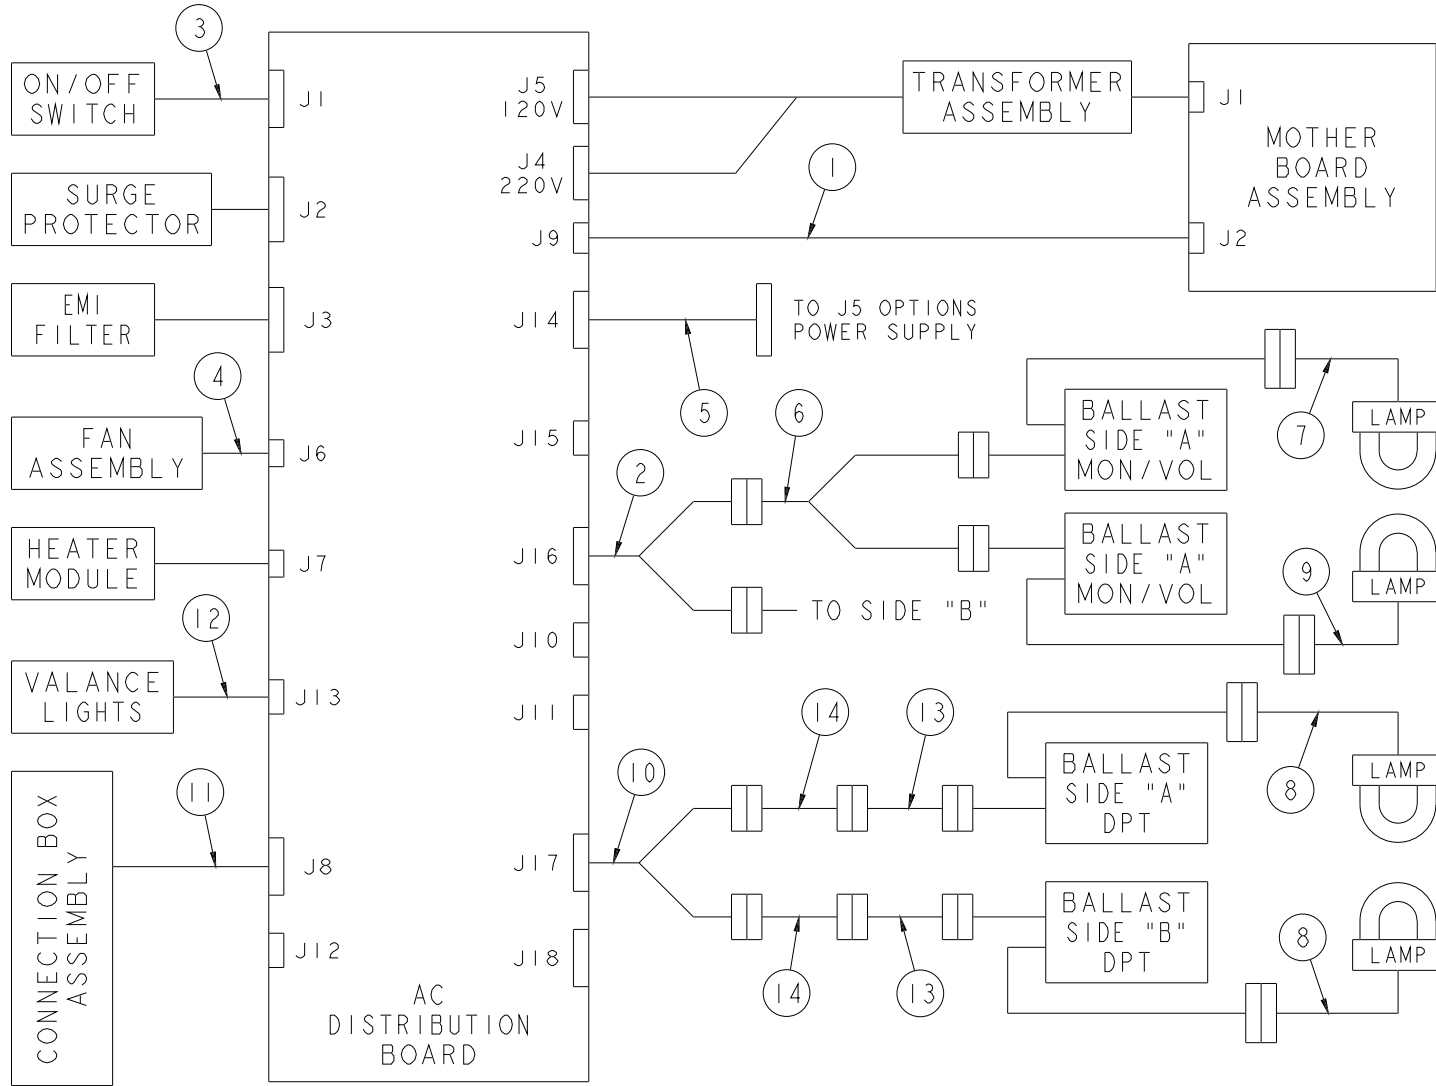 3
ON/OFF
SWITCH
J1
SURGE
PROTECTOR
J2
EMI
FILTER
J3
4
FAN
ASSEMBLY
J6
HEATER
MODULE
J7
12
VALANCE
LIGHTS
J13
11
CONNECTION BOX
ASSEMBLY
J8
J12
AC
DISTRIBUTION
BOARD
J5
120V
J4
220V
J9
J14
J15
J16
J10
J11
J17
J18
TRANSFORMER
ASSEMBLY
1
J1
MOTHER
BOARD
ASSEMBLY
J2
TO J5 OPTIONS
POWER SUPPLY
5
6
2
TO SIDE "B"
BALLAST
SIDE "A"
MON/VOL
7
LAMP
BALLAST
SIDE "A"
MON/VOL
9
LAMP
10
14
13
BALLAST
SIDE "A"
DPT
8
LAMP
14
13
BALLAST
SIDE "B"
DPT
8
LAMP